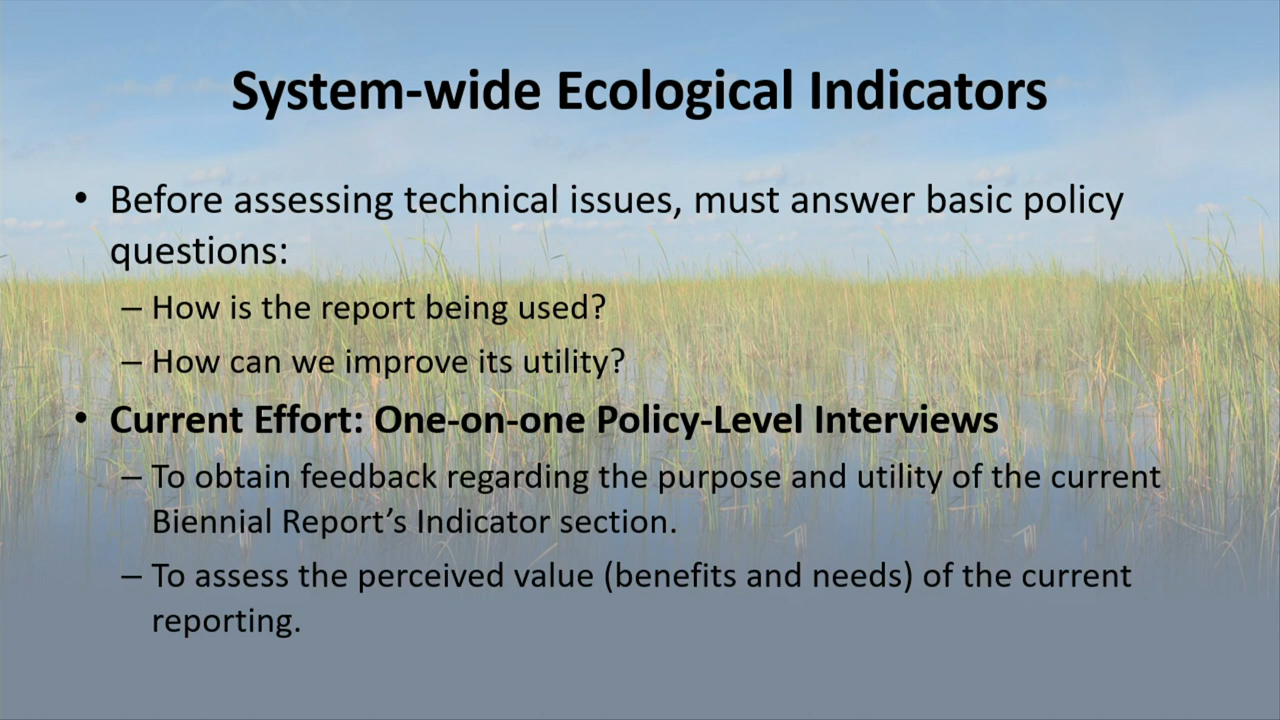 System-wide Ecological Indicators
• Before assessing technical issues, must answer basic policy
questions:
– How is the report being used?
– How can we improve its utility?
• Current Effort: One-on-one Policy-Level Interviews
– To obtain feedback regarding the purpose and utility of the current
Biennial Report’s Indicator section.
– To assess the perceived value (benefits and needs) of the current
reporting.